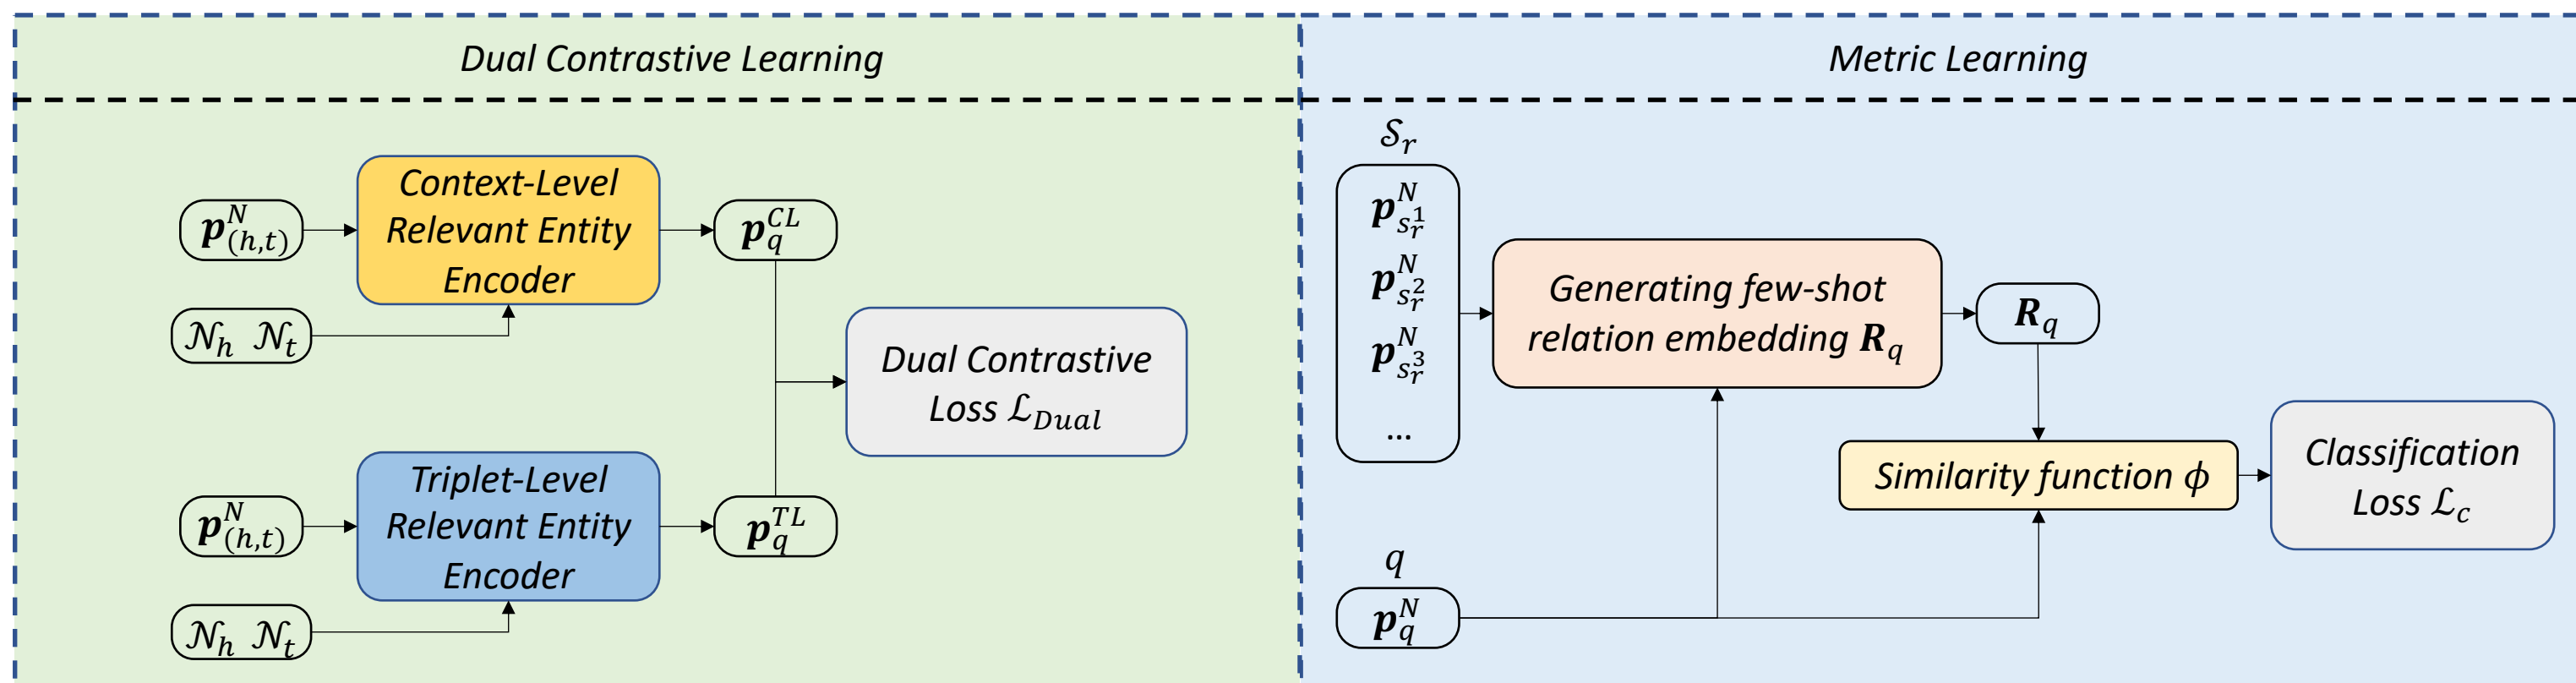 Dual Contrastive Learning
𝒑^N_(h,t)
Context-Level
Relevant Entity
Encoder
𝒑^CL_q
𝒩_h 𝒩_t
Dual Contrastive
Loss ℒ_Dual
𝒑^N_(h,t)
Triplet-Level
Relevant Entity
Encoder
𝒑^TL_q
𝒩_h 𝒩_t
Metric Learning
𝒮_r
𝒑^N_{s^1_r}
𝒑^N_{s^2_r}
𝒑^N_{s^3_r}
...
Generating few-shot
relation embedding 𝑹_q
𝑹_q
Similarity function ϕ
Classification
Loss ℒ_c
q
𝒑^N_q